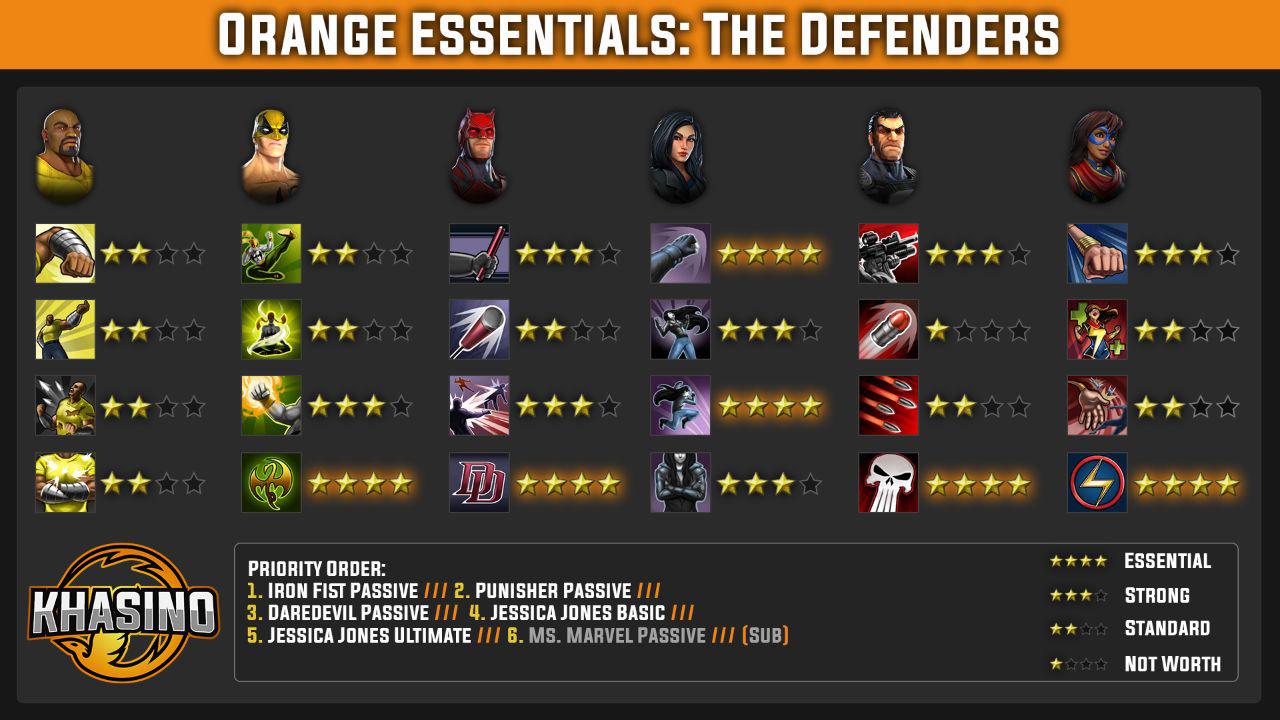 ORANGE ESSENTIALS: THE DEFENDERS
DD
KHASINO
PRIORITY ORDER:
1. IRON FIST PASSIVE /// 2. PUNISHER PASSIVE ///
3. DAREDEVIL PASSIVE /// 4. JESSICA JONES BASIC ///
5. JESSICA JONES ULTIMATE /// 6. MS. MARVEL PASSIVE /// (SUB)
ESSENTIAL
STRONG
STANDARD
NOT WORTH